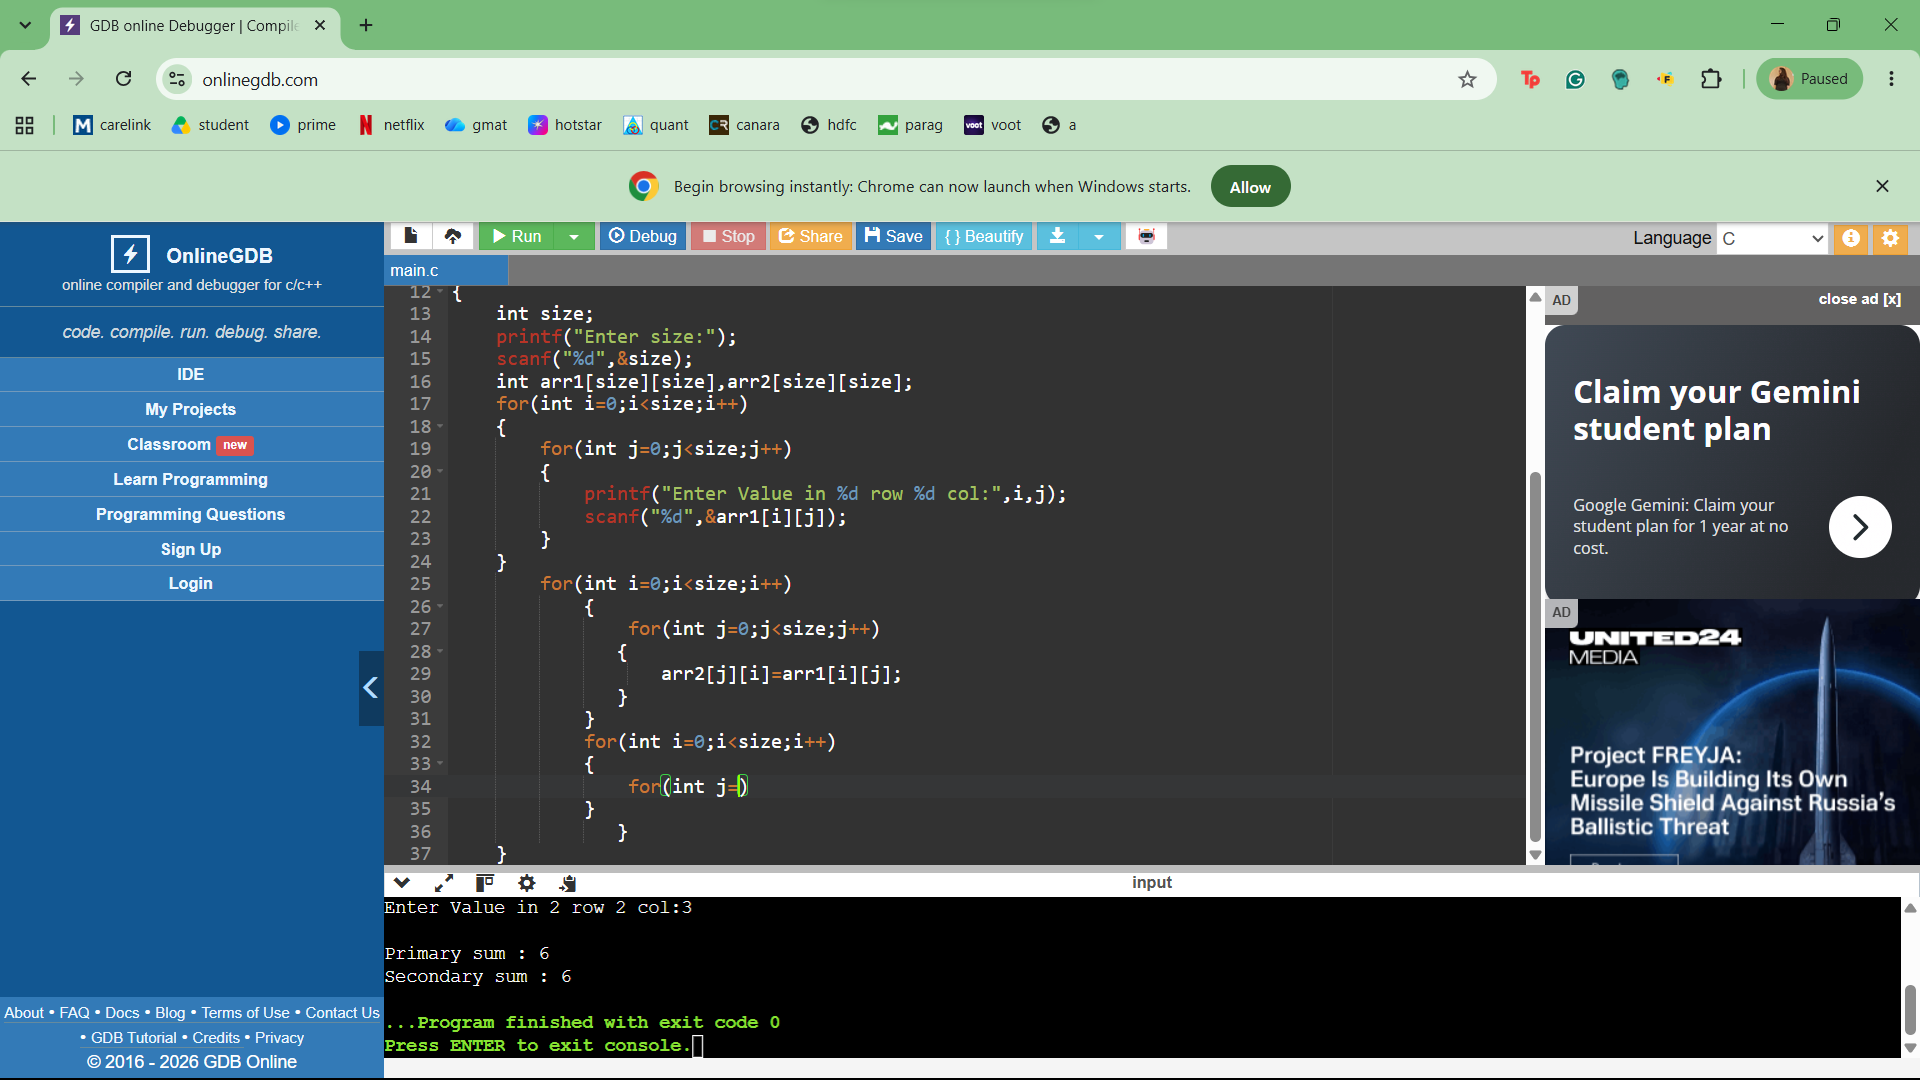 GDB online Debugger | Compile
onlinegdb.com
Tp
F
Paused
carelink
student
prime
netflix
gmat
hotstar
quant
CR
canara
hdfc
parag
voot
voot
a
Begin browsing instantly: Chrome can now launch when Windows starts.
Allow
OnlineGDB
online compiler and debugger for c/c++
code. compile. run. debug. share.
IDE
My Projects
Classroom new
Learn Programming
Programming Questions
Sign Up
Login
About • FAQ • Docs • Blog • Terms of Use • Contact Us
• GDB Tutorial • Credits • Privacy
© 2016 - 2026 GDB Online
Run
Debug
Stop
Share
Save
{ } Beautify
Language C
main.c
12 {
13 int size;
14 printf("Enter size:");
15 scanf("%d",&size);
16 int arr1[size][size],arr2[size][size];
17 for(int i=0;i<size;i++)
18 {
19 for(int j=0;j<size;j++)
20 {
21 printf("Enter Value in %d row %d col:",i,j);
22 scanf("%d",&arr1[i][j]);
23 }
24 }
25 for(int i=0;i<size;i++)
26 {
27 for(int j=0;j<size;j++)
28 {
29 arr2[j][i]=arr1[i][j];
30 }
31 }
32 for(int i=0;i<size;i++)
33 {
34 for(int j=)
35 }
36 }
37 }
AD
close ad [x]
Claim your Gemini
student plan
Google Gemini: Claim your
student plan for 1 year at no
cost.
AD
UNITED24
MEDIA
Project FREYJA:
Europe Is Building Its Own
Missile Shield Against Russia's
Ballistic Threat
input
Enter Value in 2 row 2 col:3
Primary sum : 6
Secondary sum : 6
...Program finished with exit code 0
Press ENTER to exit console.